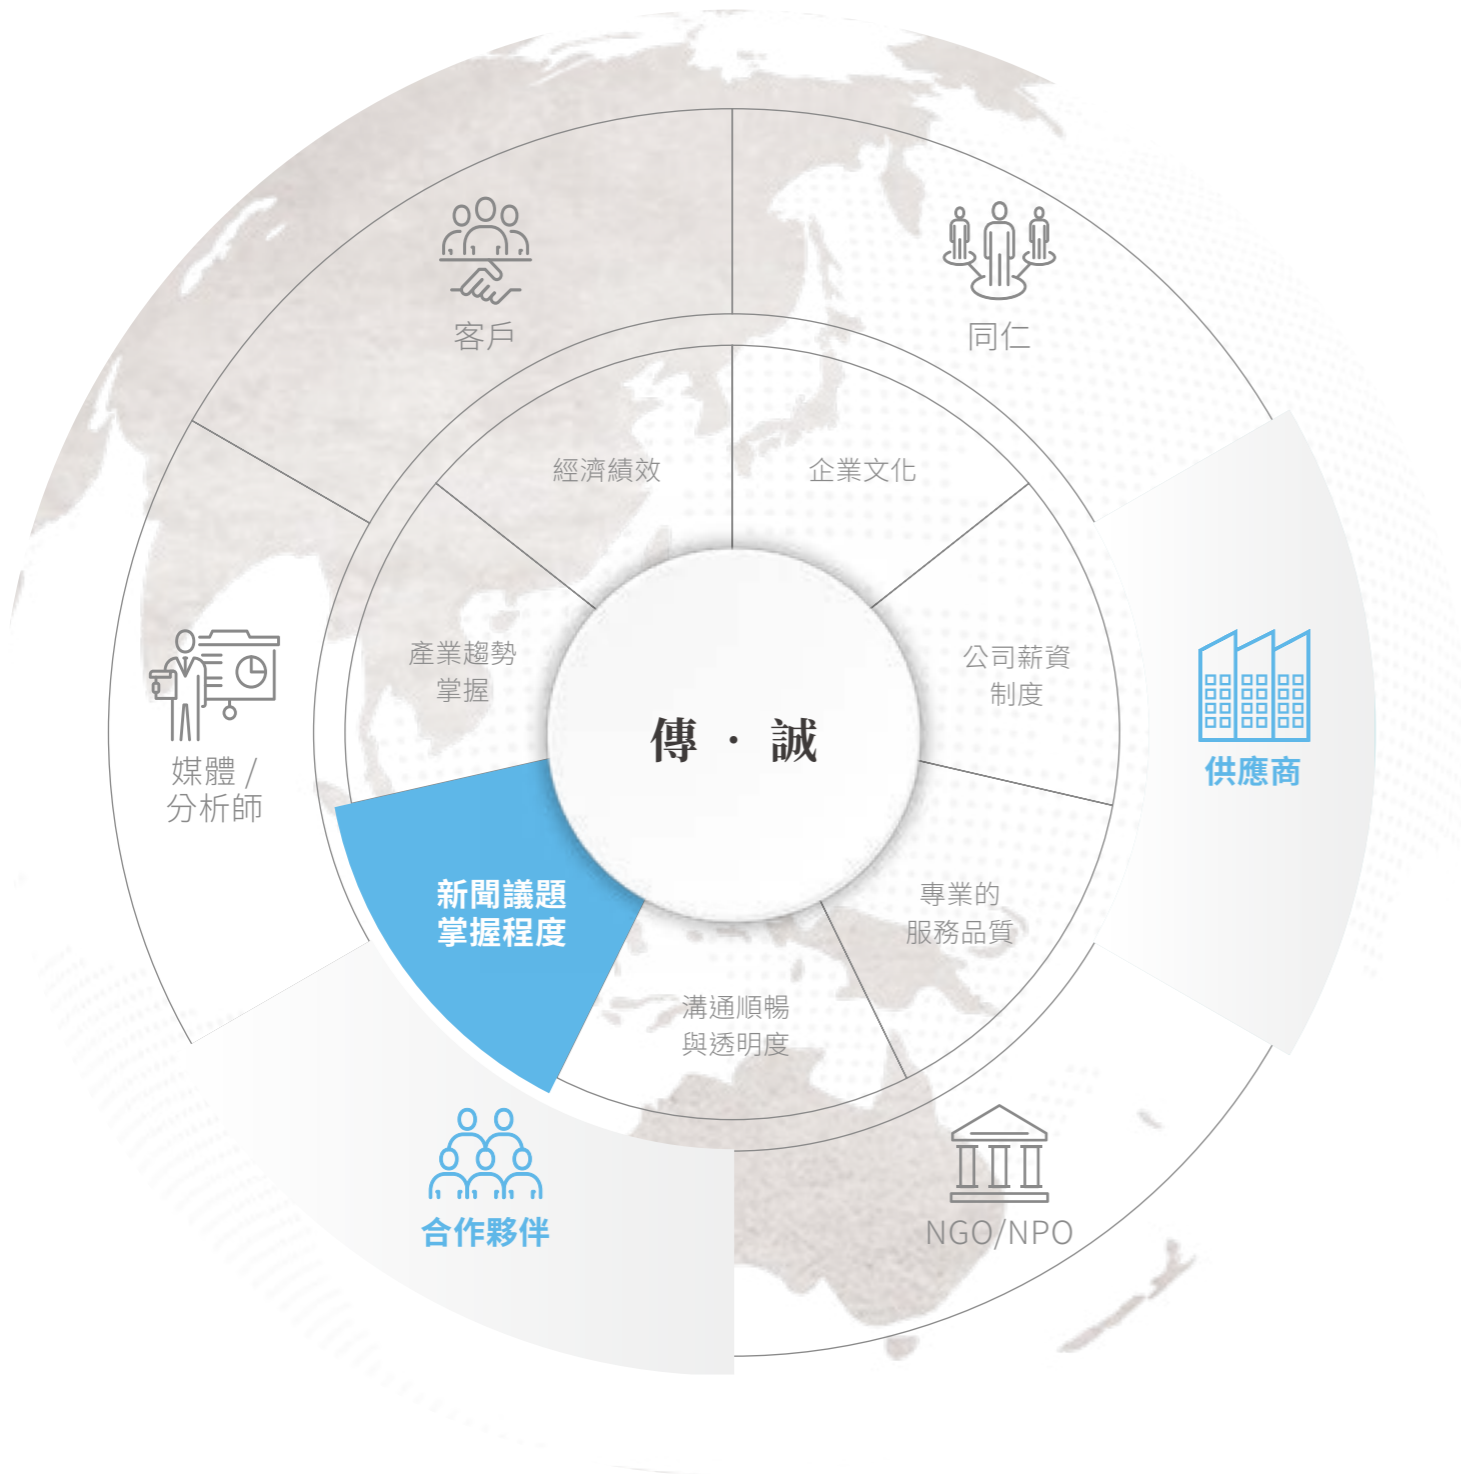 客戶
同仁
經濟績效
企業文化
產業趨勢
掌握
公司薪資
制度
傳・誠
媒體 /
分析師
供應商
新聞議題
掌握程度
專業的
服務品質
溝通順暢
與透明度
合作夥伴
NGO/NPO